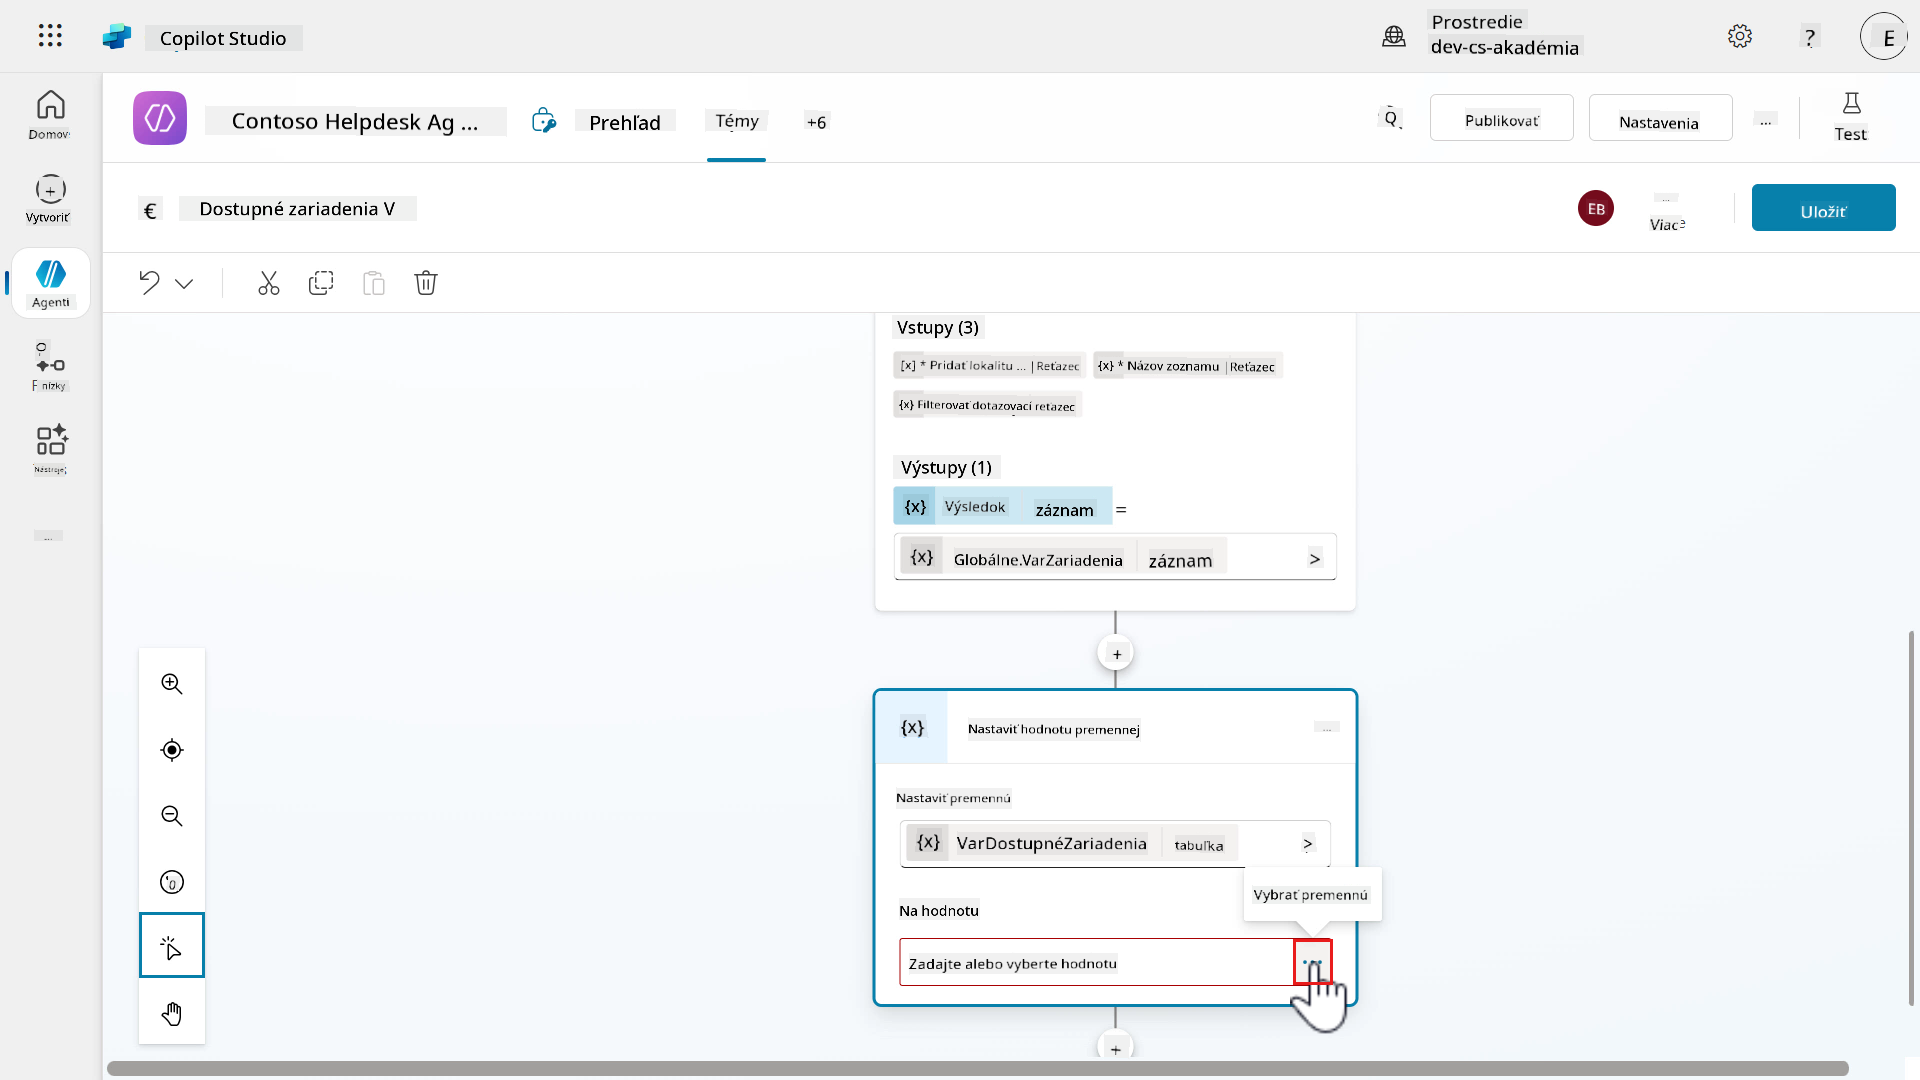 Copilot Studio
Prostredie
dev-cs-akadémia
?
E
Domov
Vytvoriť
Agenti
nízky
Nástroje
...
Contoso Helpdesk Ag ...
Prehľad
Témy
+6
Publikovať
Nastavenia
...
Test
€
Dostupné zariadenia V
EB
...
Viac
Uložiť
Vstupy (3)
[x] * Pridať lokalitu ... |Reťazec
{x} * Názov zoznamu |Reťazec
{x} Filterovať dotazovací reťazec
Výstupy (1)
{x} Výsledok záznam =
{x} Globálne.VarZariadenia záznam >
+
{x} Nastaviť hodnotu premennej ...
Nastaviť premennú
{x} VarDostupnéZariadenia tabuľka >
Vybrať premennú
Na hodnotu
Zadajte alebo vyberte hodnotu
...
+